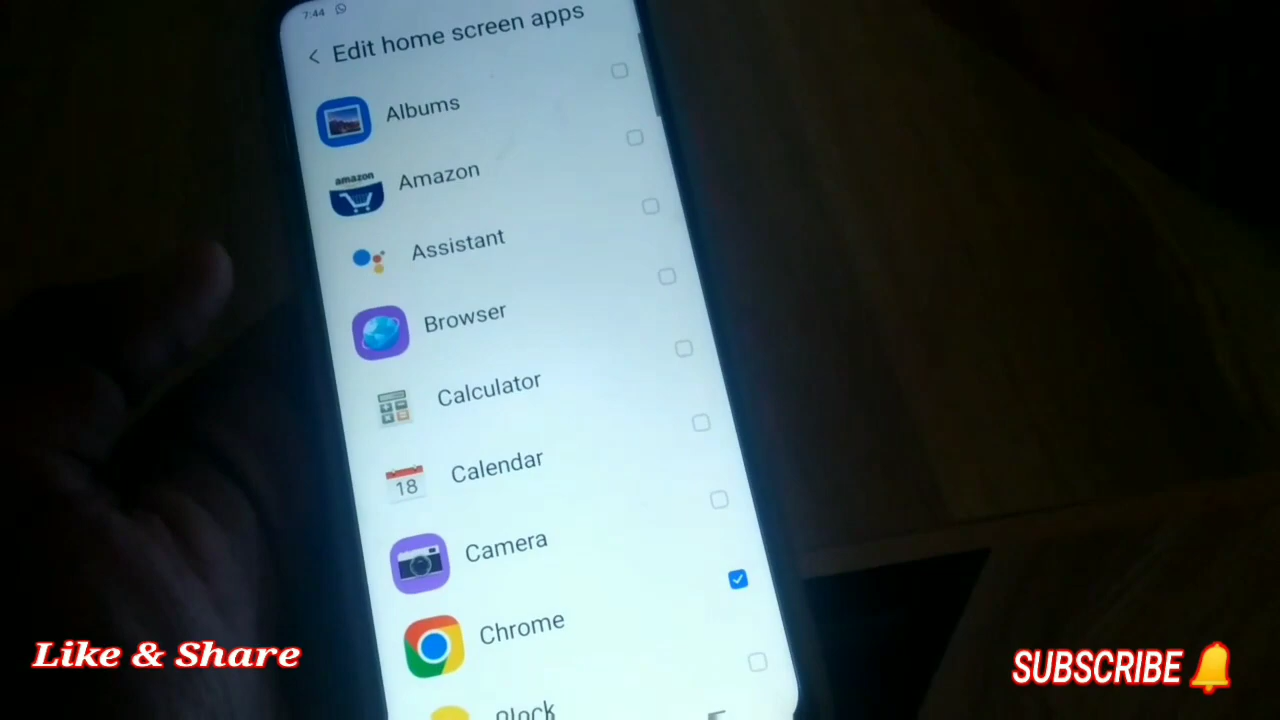 7:44
Edit home screen apps
Albums
amazon
Amazon
Assistant
Browser
Calculator
18
Calendar
Camera
Chrome
Clock
Like & Share
SUBSCRIBE